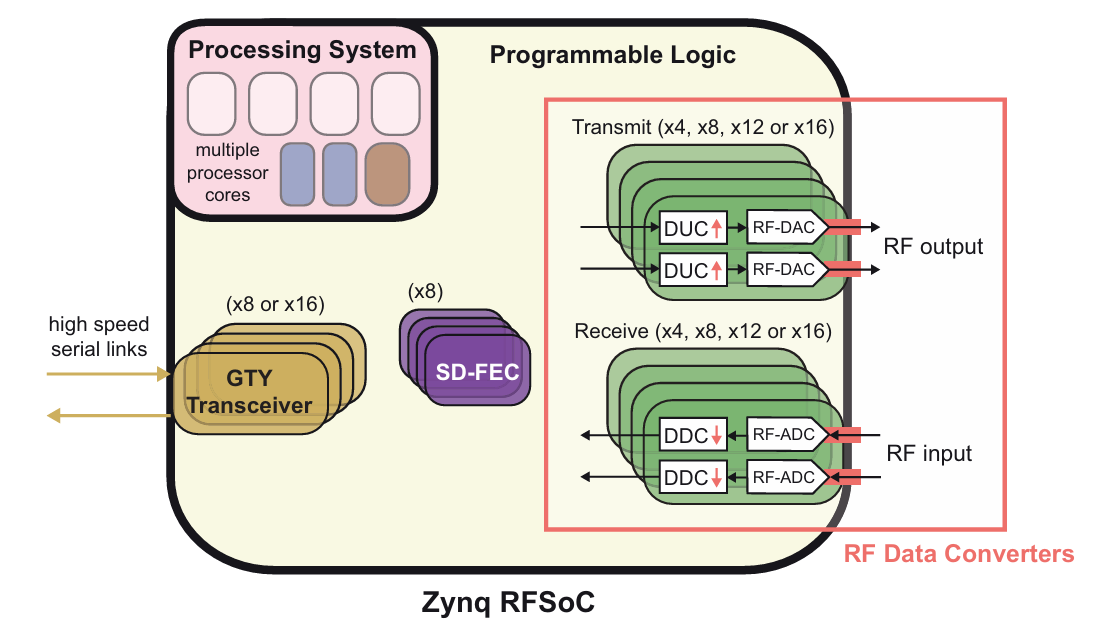 Processing System
Programmable Logic
multiple
processor
cores
Transmit (x4, x8, x12 or x16)
DUC
RF-DAC
DUC
RF-DAC
RF output
(x8 or x16)
(x8)
high speed
serial links
GTY
Transceiver
SD-FEC
Receive (x4, x8, x12 or x16)
DDC
RF-ADC
DDC
RF-ADC
RF input
RF Data Converters
Zynq RFSoC